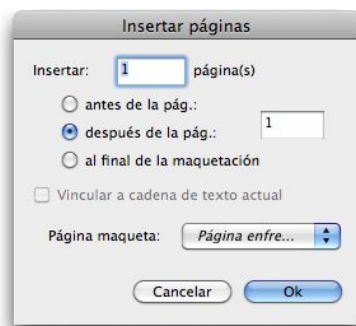 Insertar páginas
Insertar: 1 página(s)
antes de la pág.:
después de la pág.: 1
al final de la maquetación
Vincular a cadena de texto actual
Página maqueta: Página enfre...
Cancelar Ok